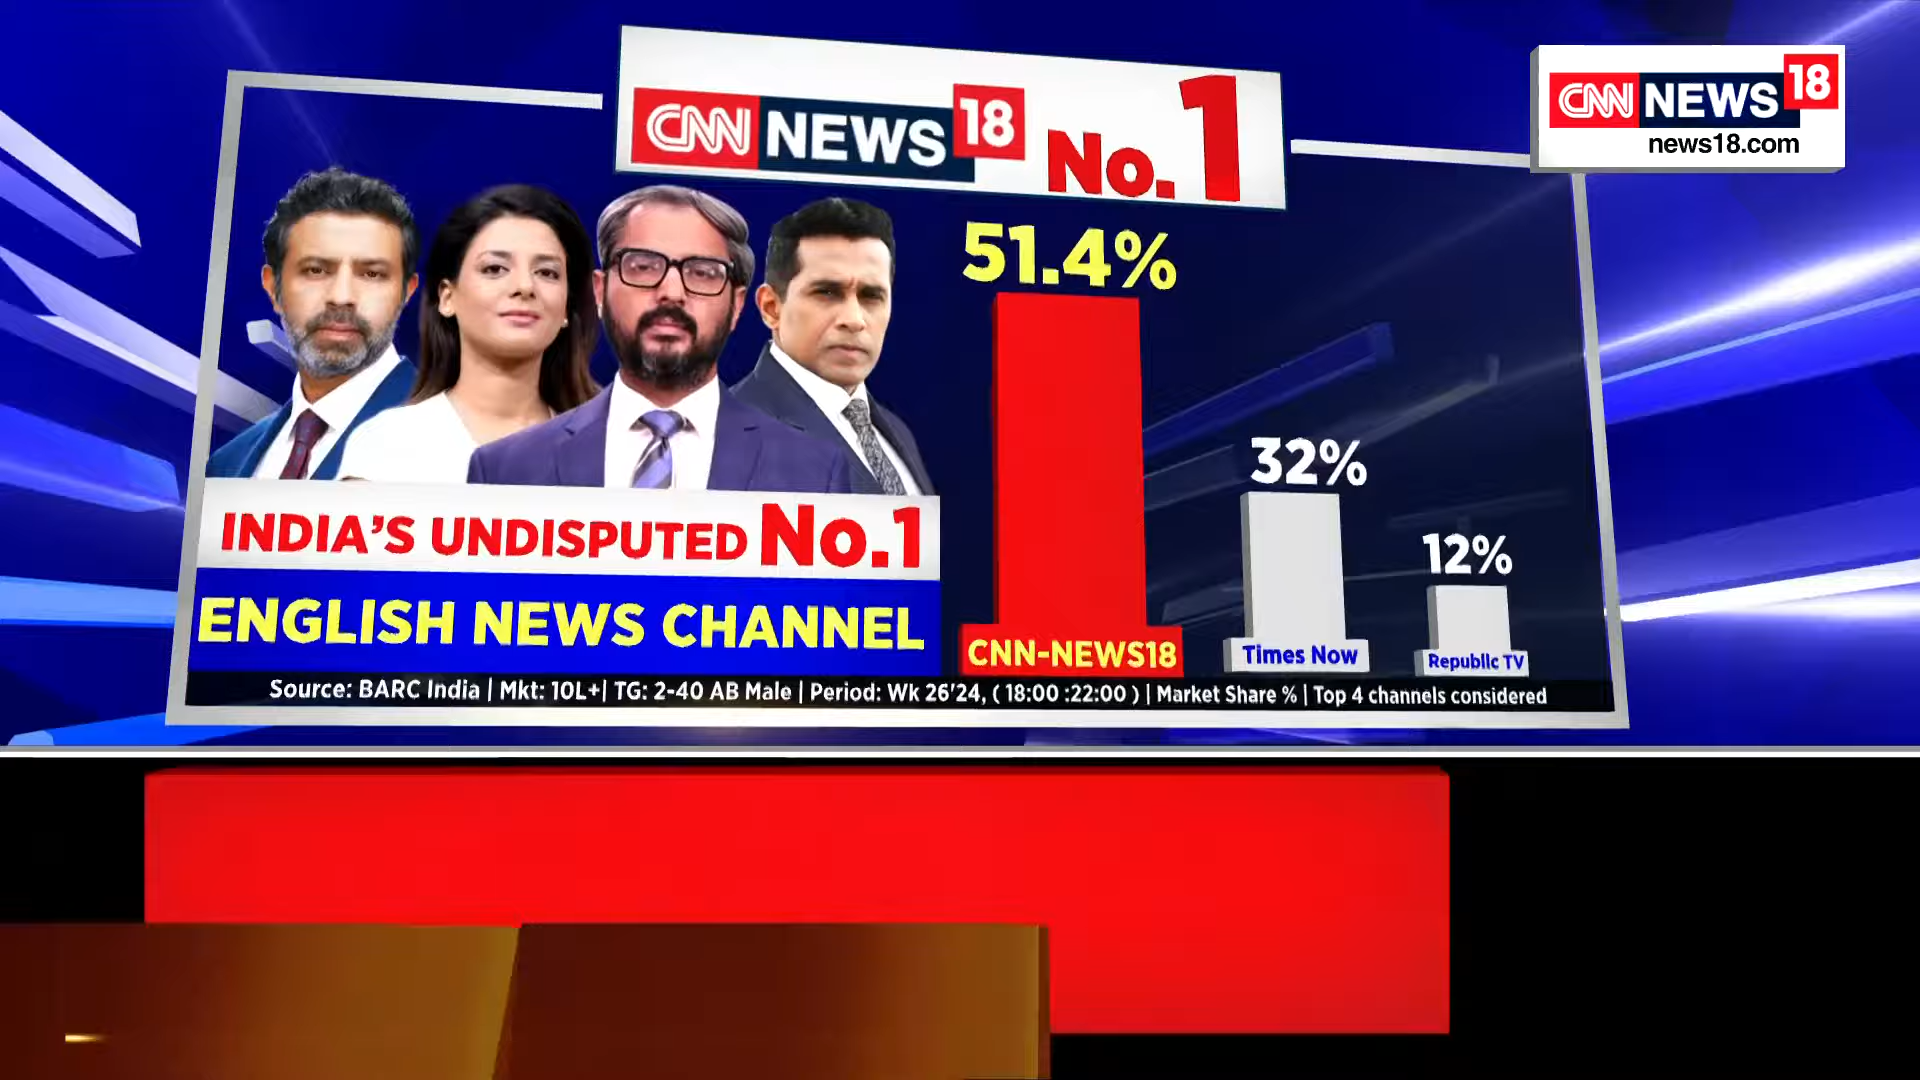 CNN NEWS 18 No. 1
CNN NEWS 18
news18.com
51.4%
32%
12%
INDIA'S UNDISPUTED No.1
ENGLISH NEWS CHANNEL
CNN-NEWS18
Times Now
Republic TV
Source: BARC India | Mkt: 10L+| TG: 2-40 AB Male | Period: Wk 26'24, ( 18:00 :22:00 ) | Market Share % | Top 4 channels considered